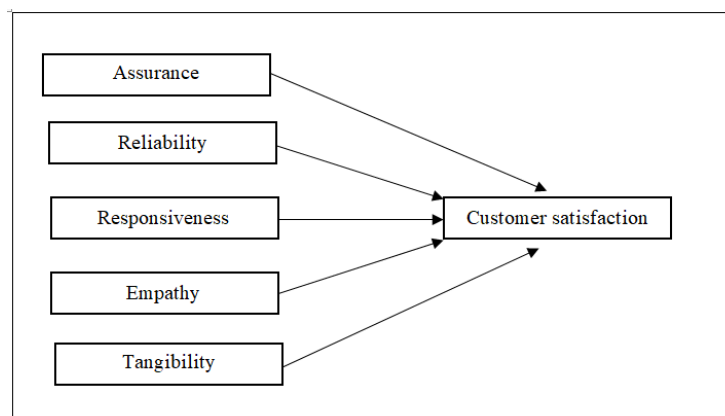 Assurance
Reliability
Responsiveness
Customer satisfaction
Empathy
Tangibility